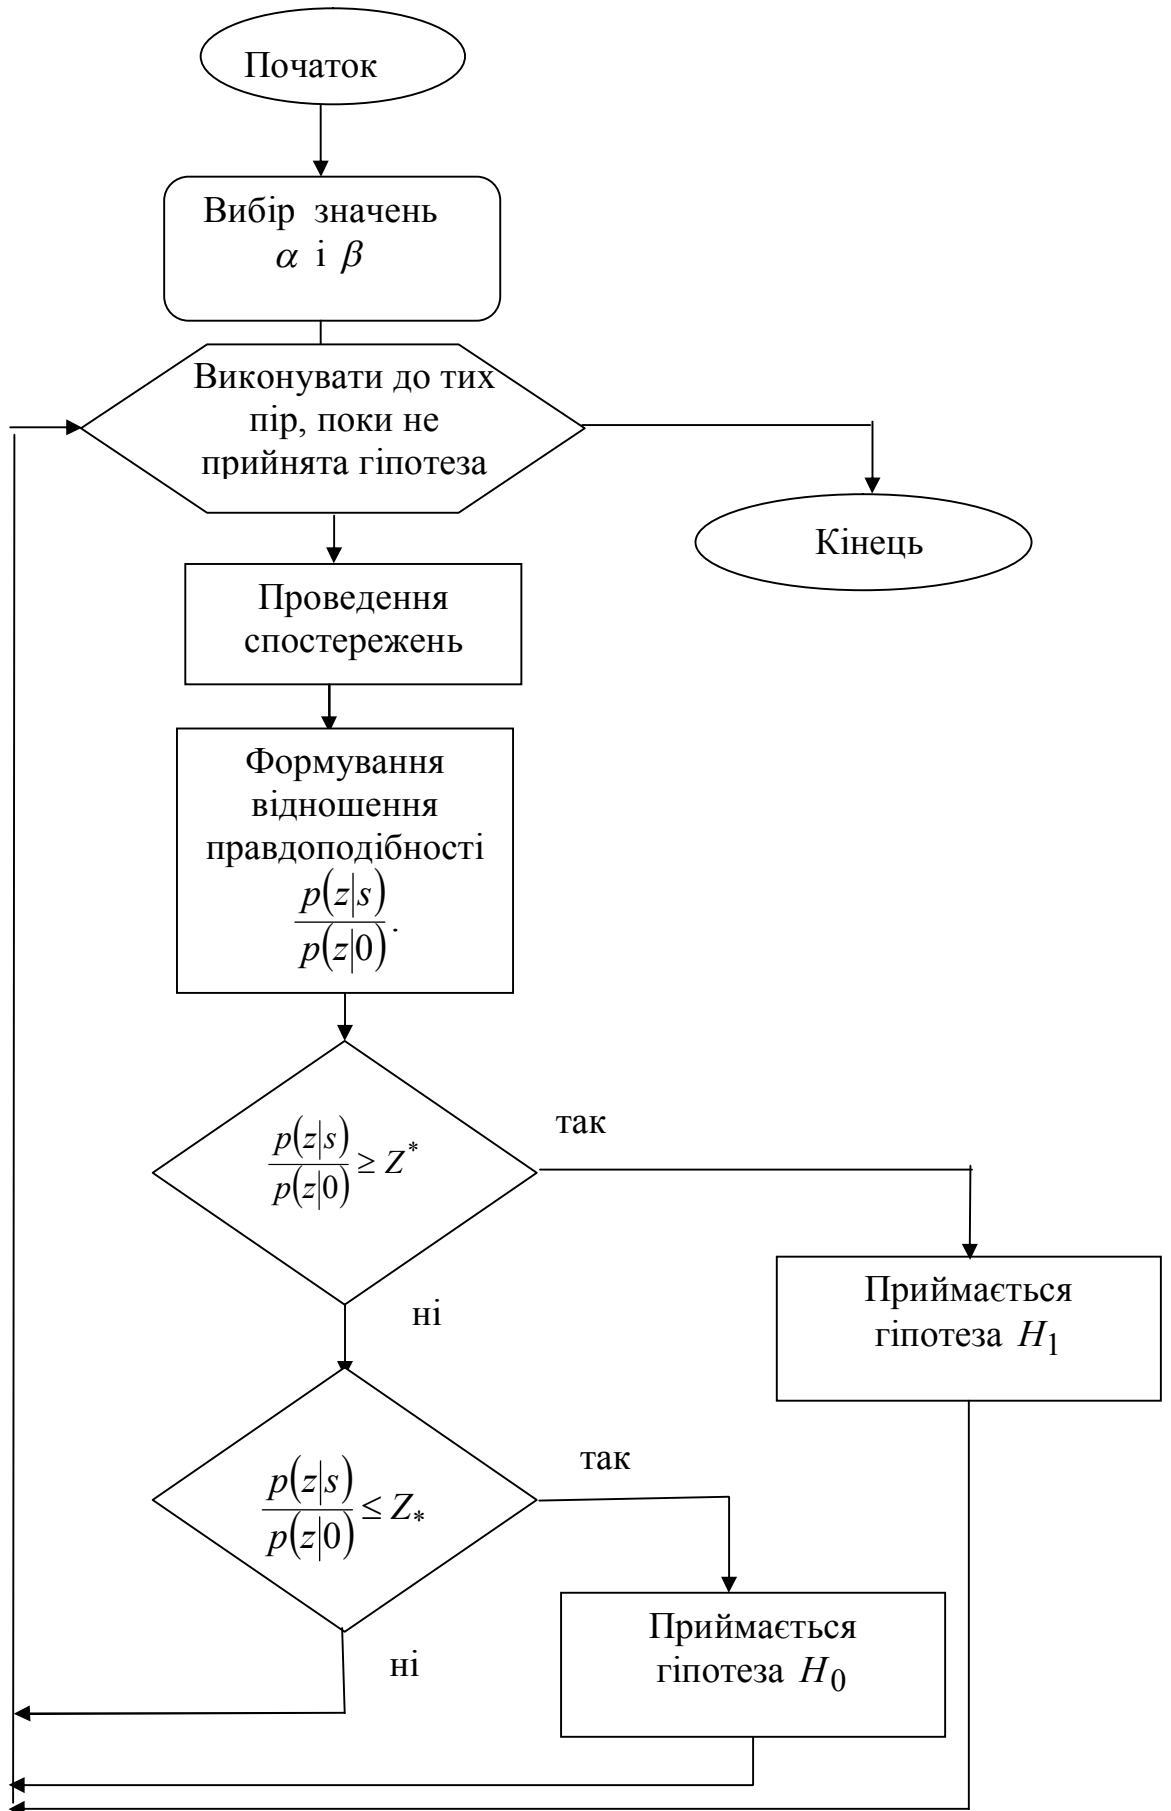 Початок
Вибір значень
α і β
Виконувати до тих
пір, поки не
прийнята гіпотеза
Кінець
Проведення
спостережень
Формування
відношення
правдоподібності
p(z|s)
p(z|0).
так
p(z|s)
p(z|0) ≥ Z*
Приймається
гіпотеза H₁
ні
так
p(z|s)
p(z|0) ≤ Z*
Приймається
гіпотеза H₀
ні